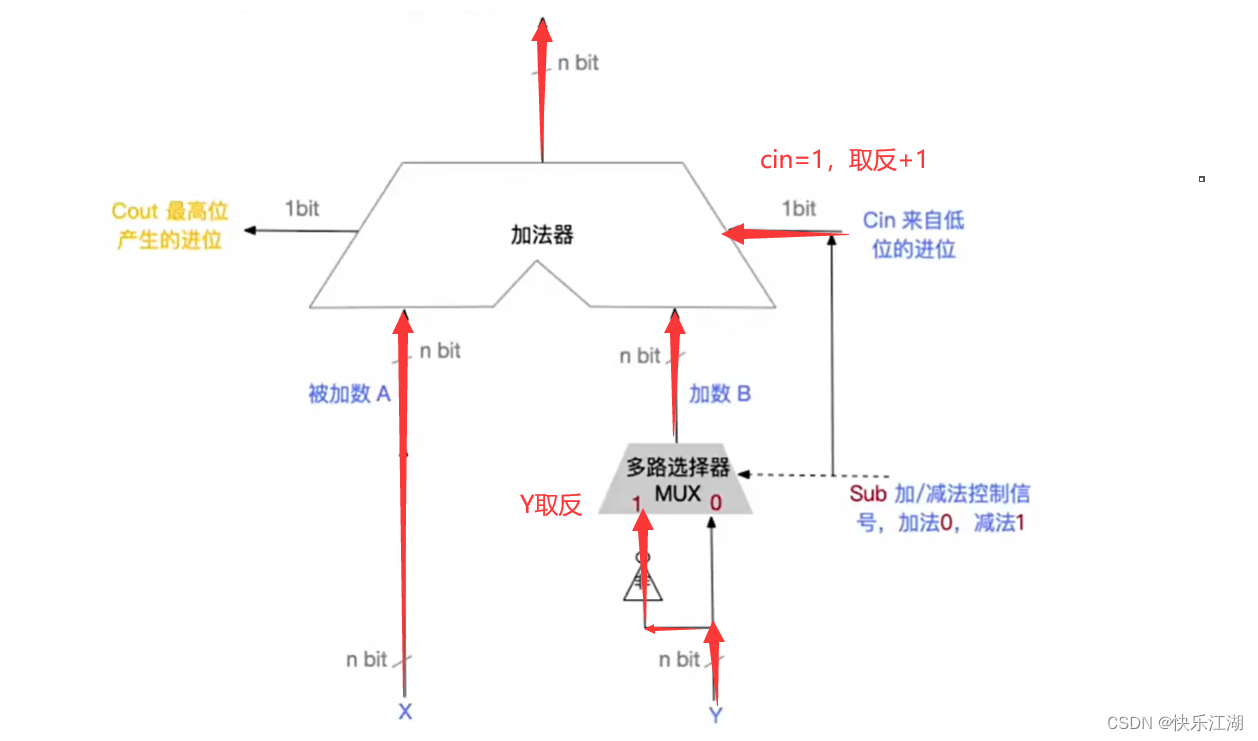 n bit
cin=1，取反+1
Cout 最高位
产生的进位
1bit
加法器
1bit
Cin 来自低
位的进位
n bit
n bit
被加数 A
加数 B
多路选择器
MUX
1
0
Y取反
Sub 加/减法控制信
号，加法0，减法1
非
n bit
n bit
X
Y
CSDN @快乐江湖